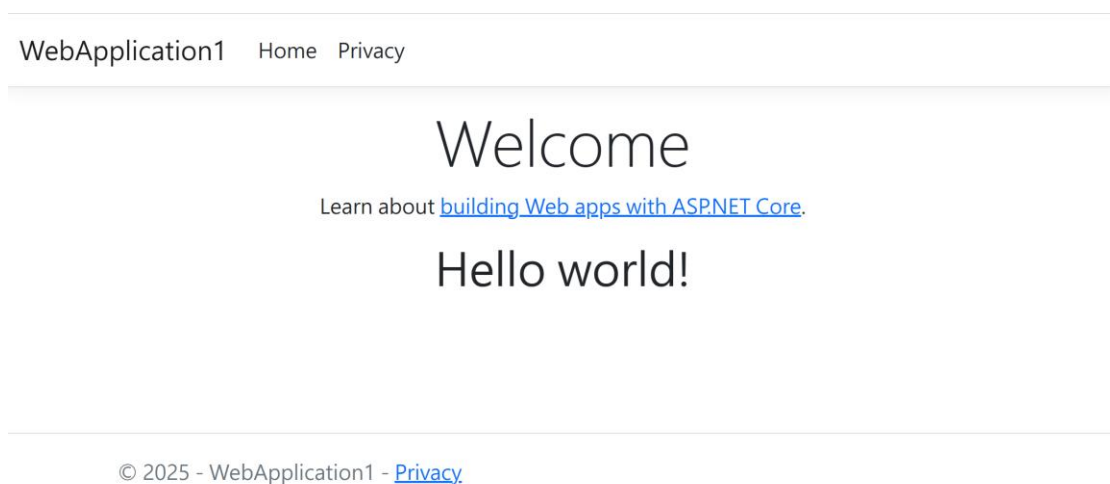 WebApplication1 Home Privacy
Welcome
Learn about building Web apps with ASP.NET Core.
Hello world!
© 2025 - WebApplication1 - Privacy